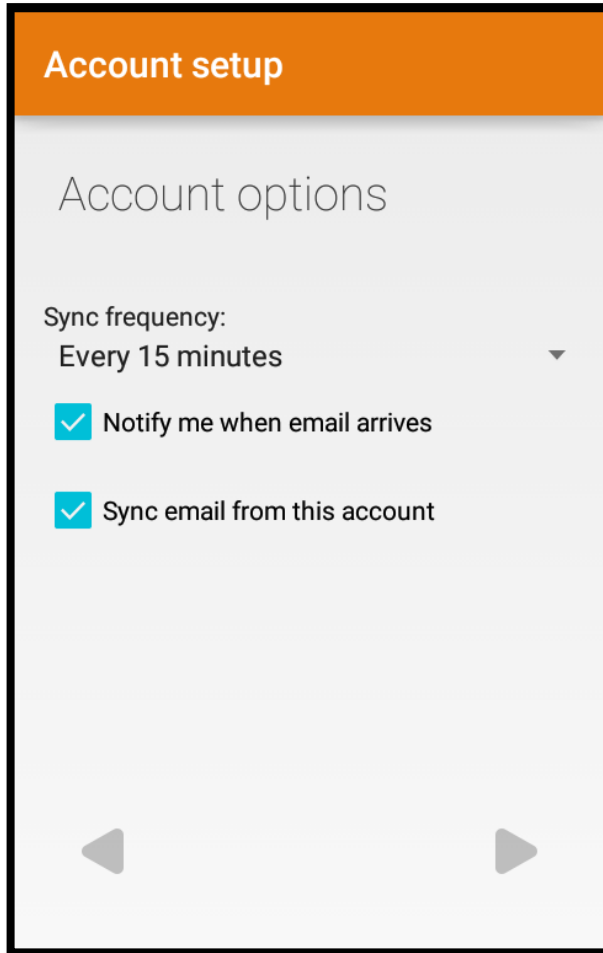 Account setup
Account options
Sync frequency:
Every 15 minutes
Notify me when email arrives
Sync email from this account